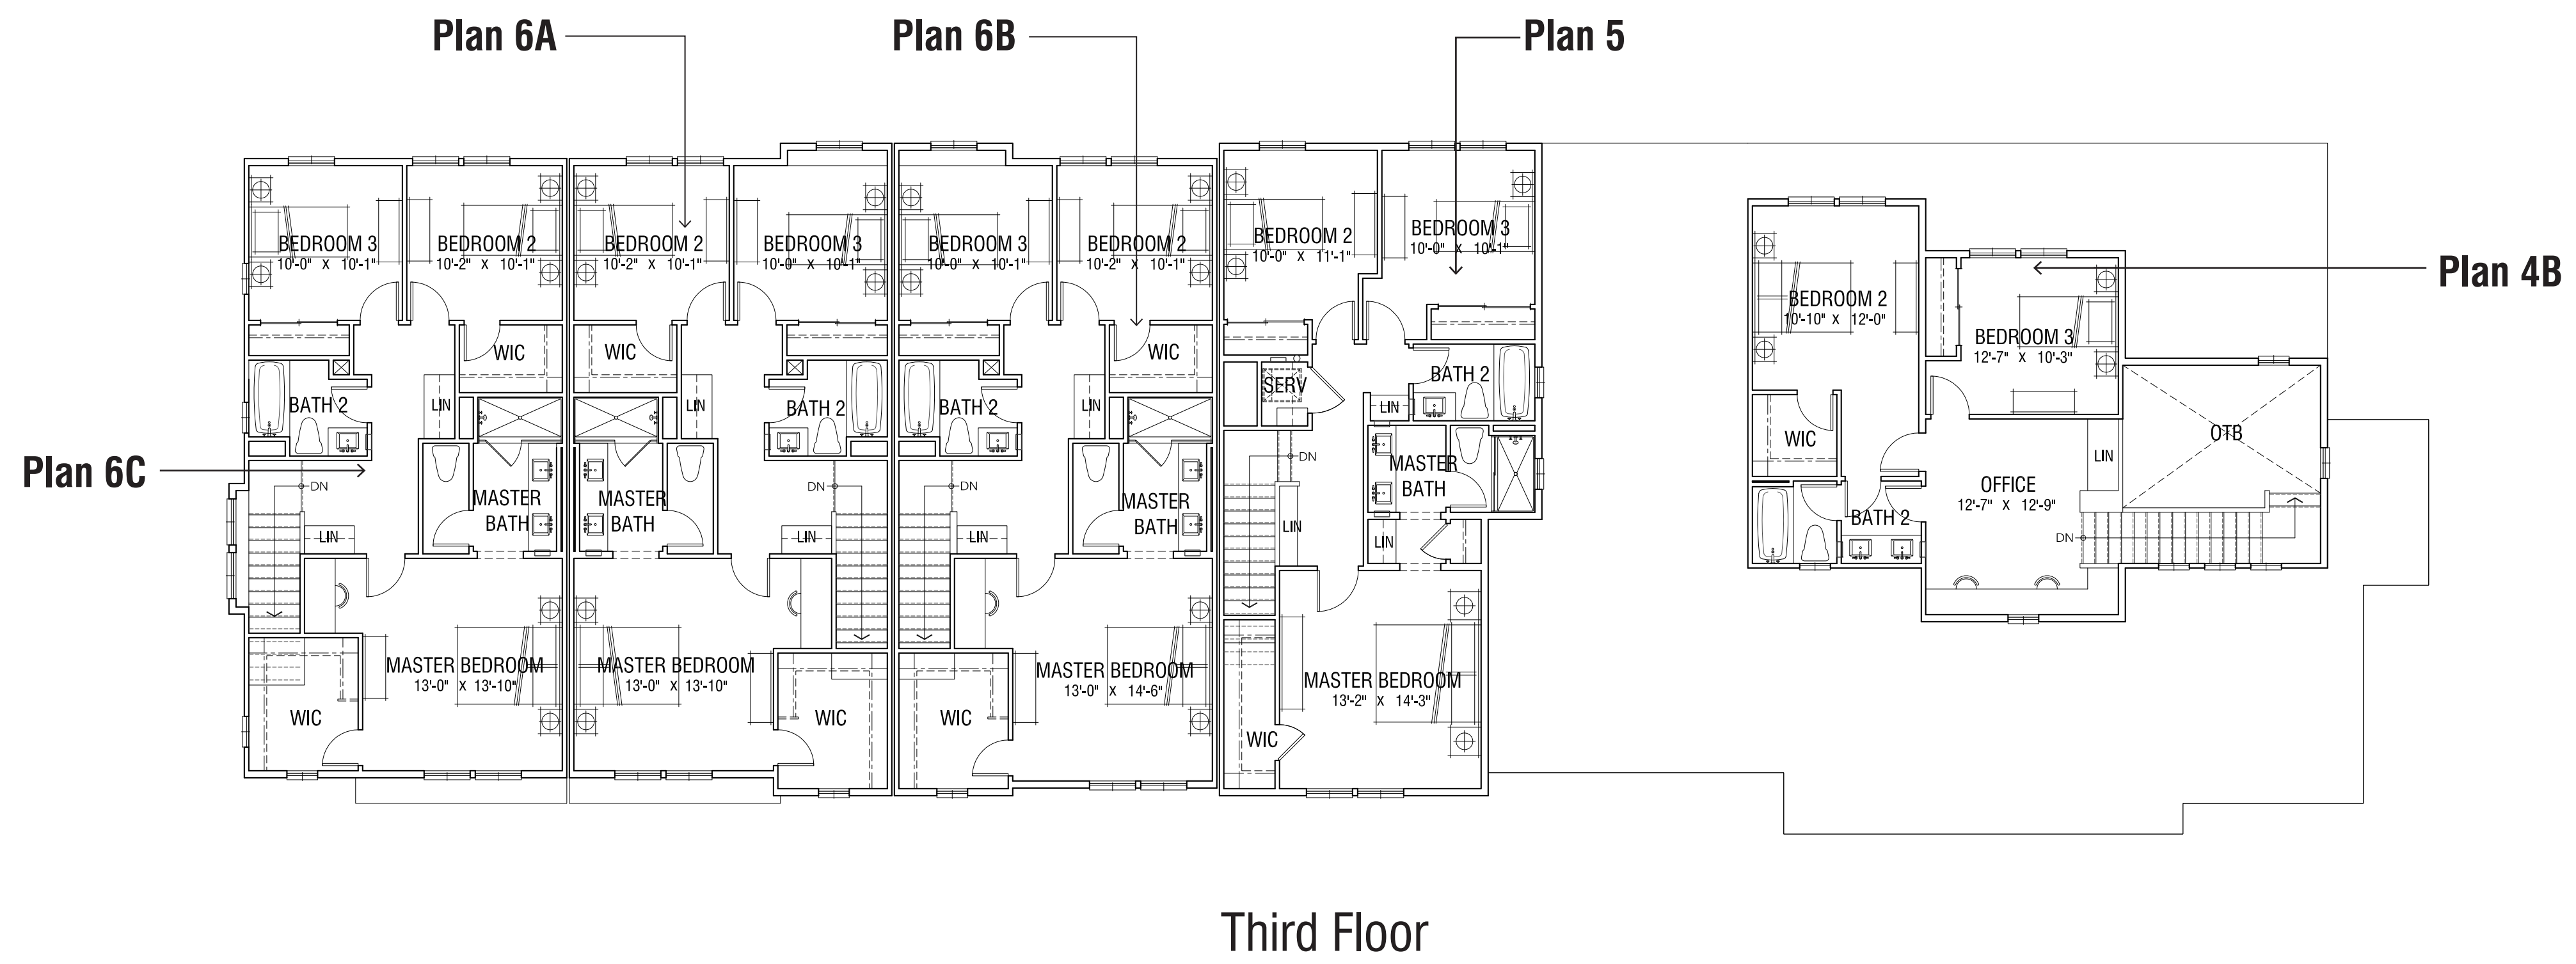 Plan 6A
Plan 6B
Plan 5
Plan 4B
Plan 6C
BEDROOM 3
10'-0" X 10'-1"
BEDROOM 2
10'-2" X 10'-1"
WIC
BATH 2
LIN
DN
LIN
MASTER
BATH
MASTER BEDROOM
13'-0" X 13'-10"
WIC
BEDROOM 2
10'-2" X 10'-1"
BEDROOM 3
10'-0" X 10'-1"
WIC
LIN
BATH 2
MASTER
BATH
DN
LIN
MASTER BEDROOM
13'-0" X 13'-10"
WIC
BEDROOM 3
10'-0" X 10'-1"
BEDROOM 2
10'-2" X 10'-1"
WIC
BATH 2
LIN
DN
LIN
MASTER
BATH
MASTER BEDROOM
13'-0" X 14'-6"
WIC
BEDROOM 2
10'-0" X 11'-1"
BEDROOM 3
10'-0" X 10'-1"
SERV
BATH 2
LIN
DN
MASTER
BATH
LIN
LIN
MASTER BEDROOM
13'-2" X 14'-3"
WIC
BEDROOM 2
10'-10" X 12'-0"
BEDROOM 3
12'-7" X 10'-3"
WIC
BATH 2
OFFICE
12'-7" X 12'-9"
LIN
OTB
DN
Third Floor